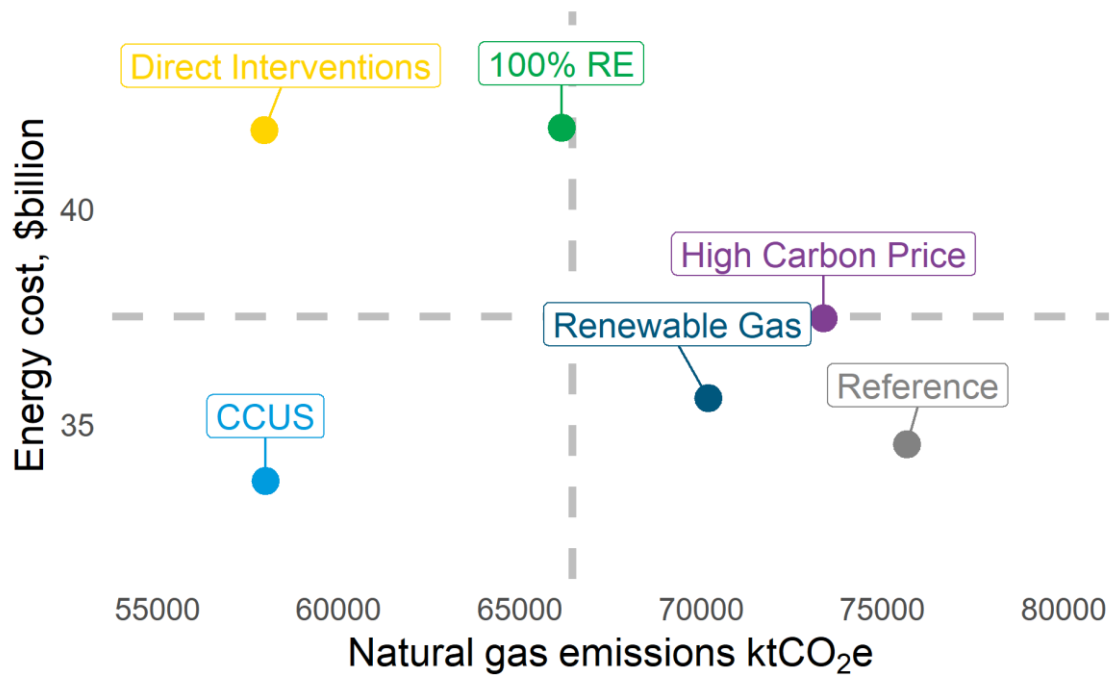 Direct Interventions
100% RE
High Carbon Price
Renewable Gas
Reference
CCUS
Energy cost, $billion
40
35
55000 60000 65000 70000 75000 80000
Natural gas emissions ktCO₂e